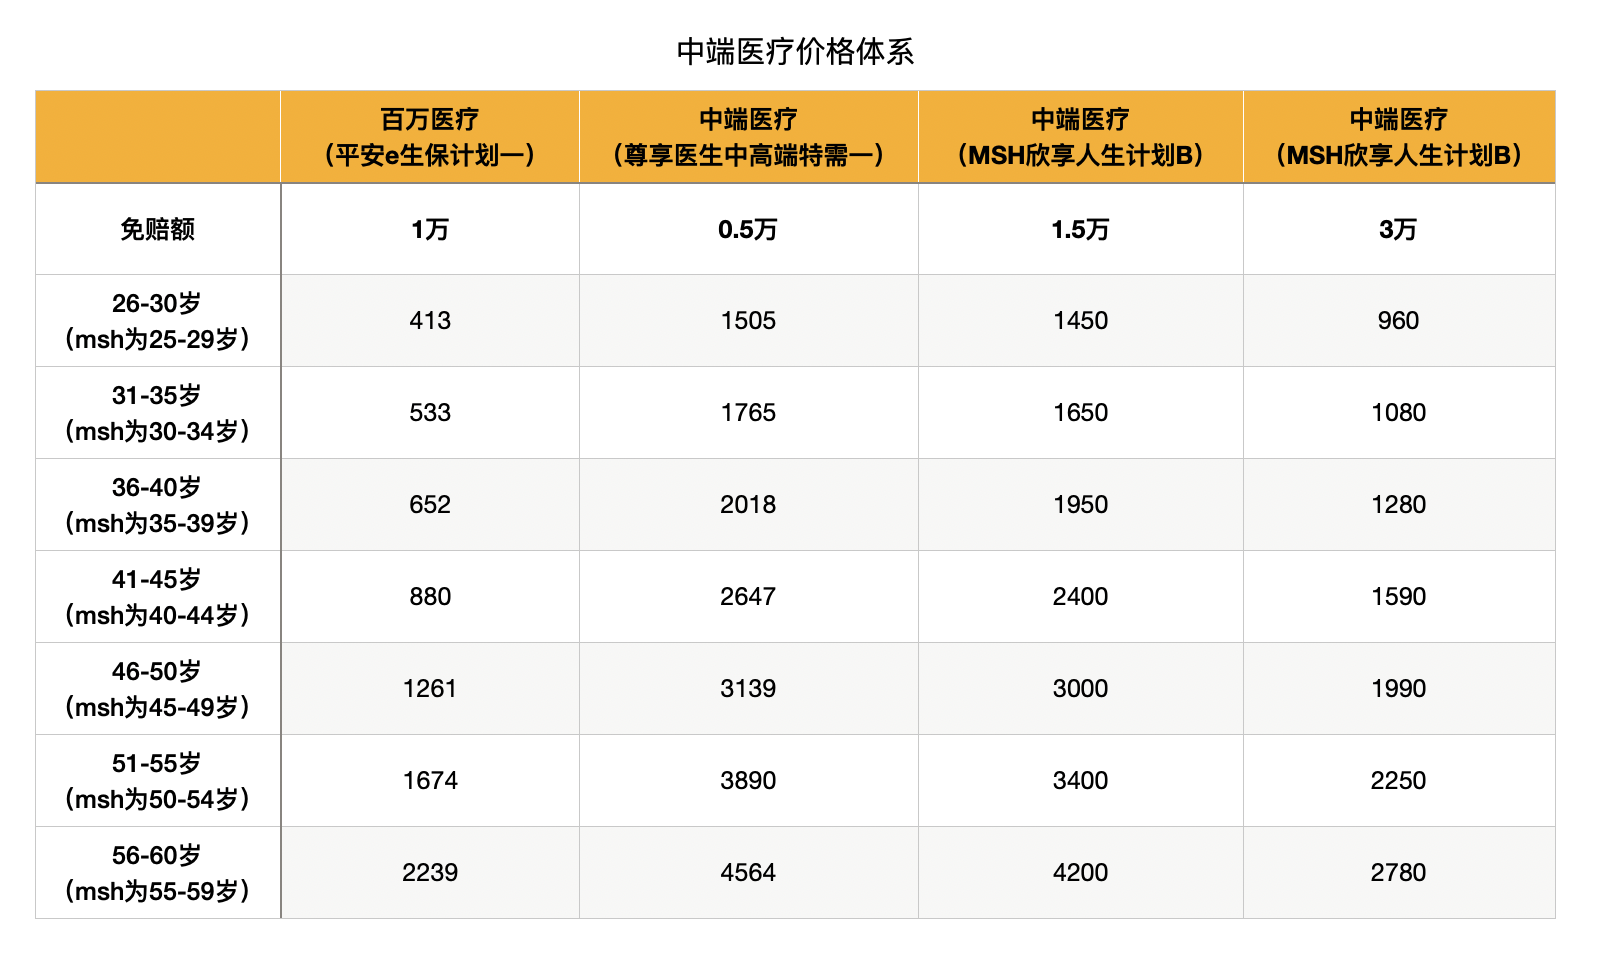 中端医疗价格体系
百万医疗
（平安e生保计划一）
中端医疗
（尊享医生中高端特需一）
中端医疗
（MSH欣享人生计划B）
中端医疗
（MSH欣享人生计划B）
免赔额
1万
0.5万
1.5万
3万
26-30岁
（msh为25-29岁）
413
1505
1450
960
31-35岁
（msh为30-34岁）
533
1765
1650
1080
36-40岁
（msh为35-39岁）
652
2018
1950
1280
41-45岁
（msh为40-44岁）
880
2647
2400
1590
46-50岁
（msh为45-49岁）
1261
3139
3000
1990
51-55岁
（msh为50-54岁）
1674
3890
3400
2250
56-60岁
（msh为55-59岁）
2239
4564
4200
2780